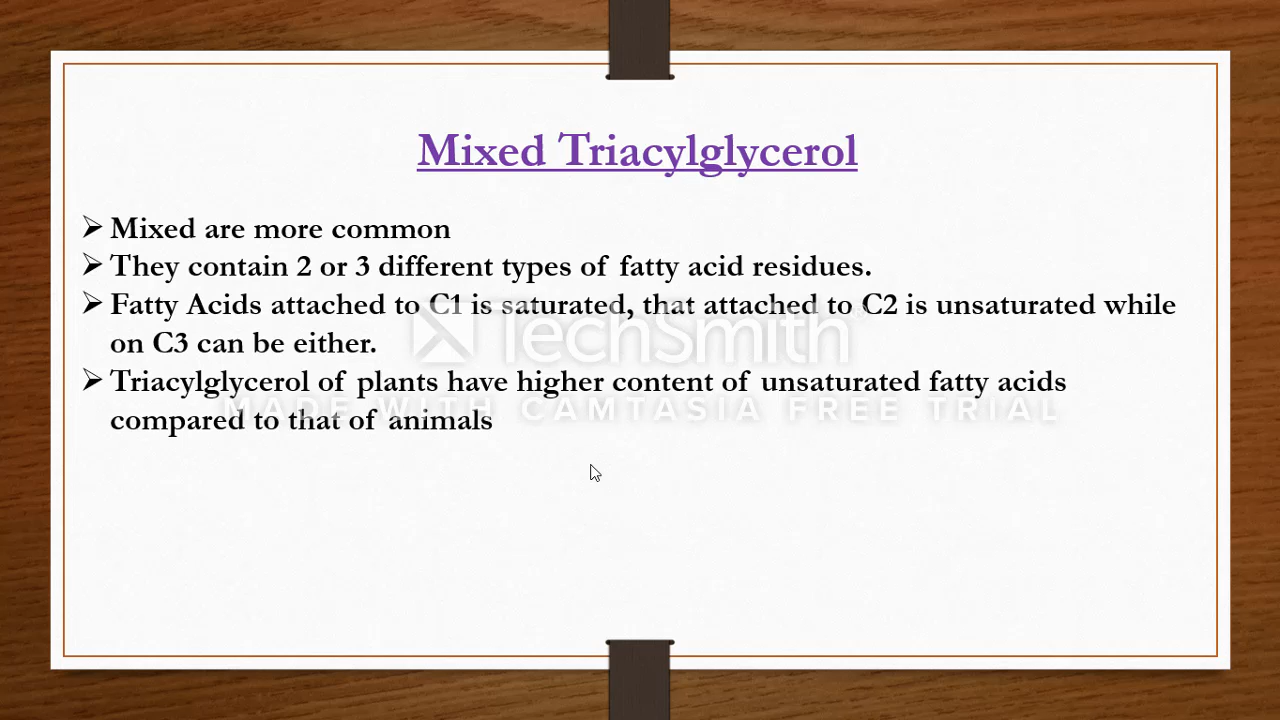 Mixed Triacylglycerol
➢ Mixed are more common
➢ They contain 2 or 3 different types of fatty acid residues.
➢ Fatty Acids attached to C1 is saturated, that attached to C2 is unsaturated while
on C3 can be either.
TechSmith
➢ Triacylglycerol of plants have higher content of unsaturated fatty acids
MADE WITH CAMTASIA FREE TRIAL
compared to that of animals